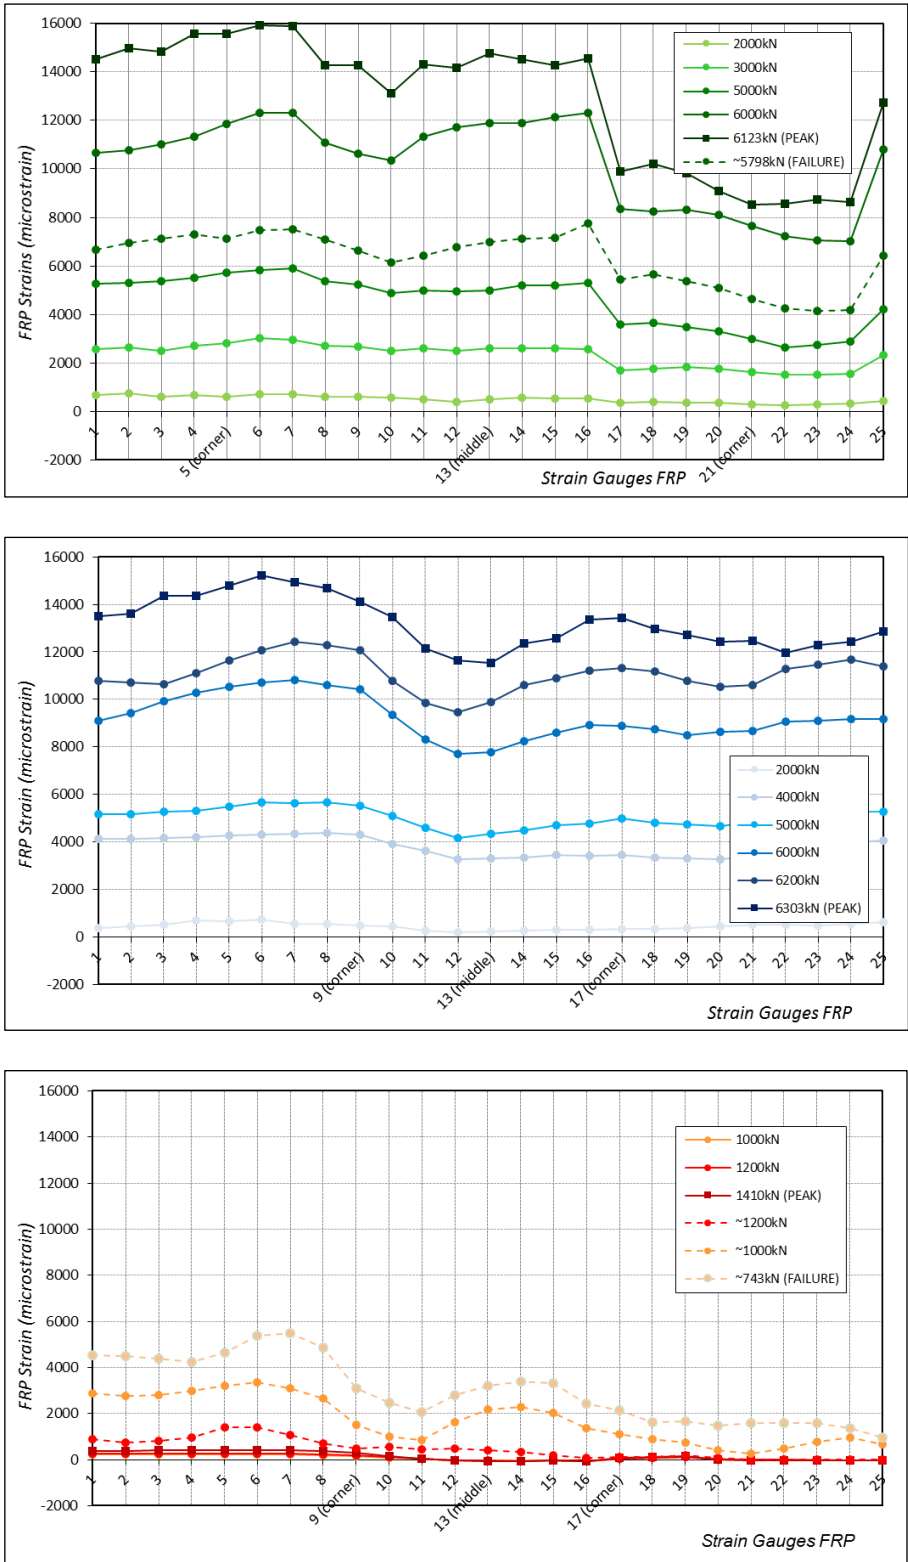 16000
14000
12000
10000
8000
6000
4000
2000
0
-2000
FRP Strains (microstrain)
2000kN
3000kN
5000kN
6000kN
6123kN (PEAK)
~5798kN (FAILURE)
1 2 3 4 5 (corner) 6 7 8 9 10 11 12 13 (middle) 14 15 16 17 18 19 20 21 (corner) 22 23 24 25
Strain Gauges FRP
16000
14000
12000
10000
8000
6000
4000
2000
0
-2000
FRP Strain (microstrain)
2000kN
4000kN
5000kN
6000kN
6200kN
6303kN (PEAK)
1 2 3 4 5 6 7 8 9 (corner) 10 11 12 13 (middle) 14 15 16 17 (corner) 18 19 20 21 22 23 24 25
Strain Gauges FRP
16000
14000
12000
10000
8000
6000
4000
2000
0
-2000
FRP Strain (microstrain)
1000kN
1200kN
1410kN (PEAK)
~1200kN
~1000kN
~743kN (FAILURE)
1 2 3 4 5 6 7 8 9 (corner) 10 11 12 13 (middle) 14 15 16 17 (corner) 18 19 20 21 22 23 24 25
Strain Gauges FRP